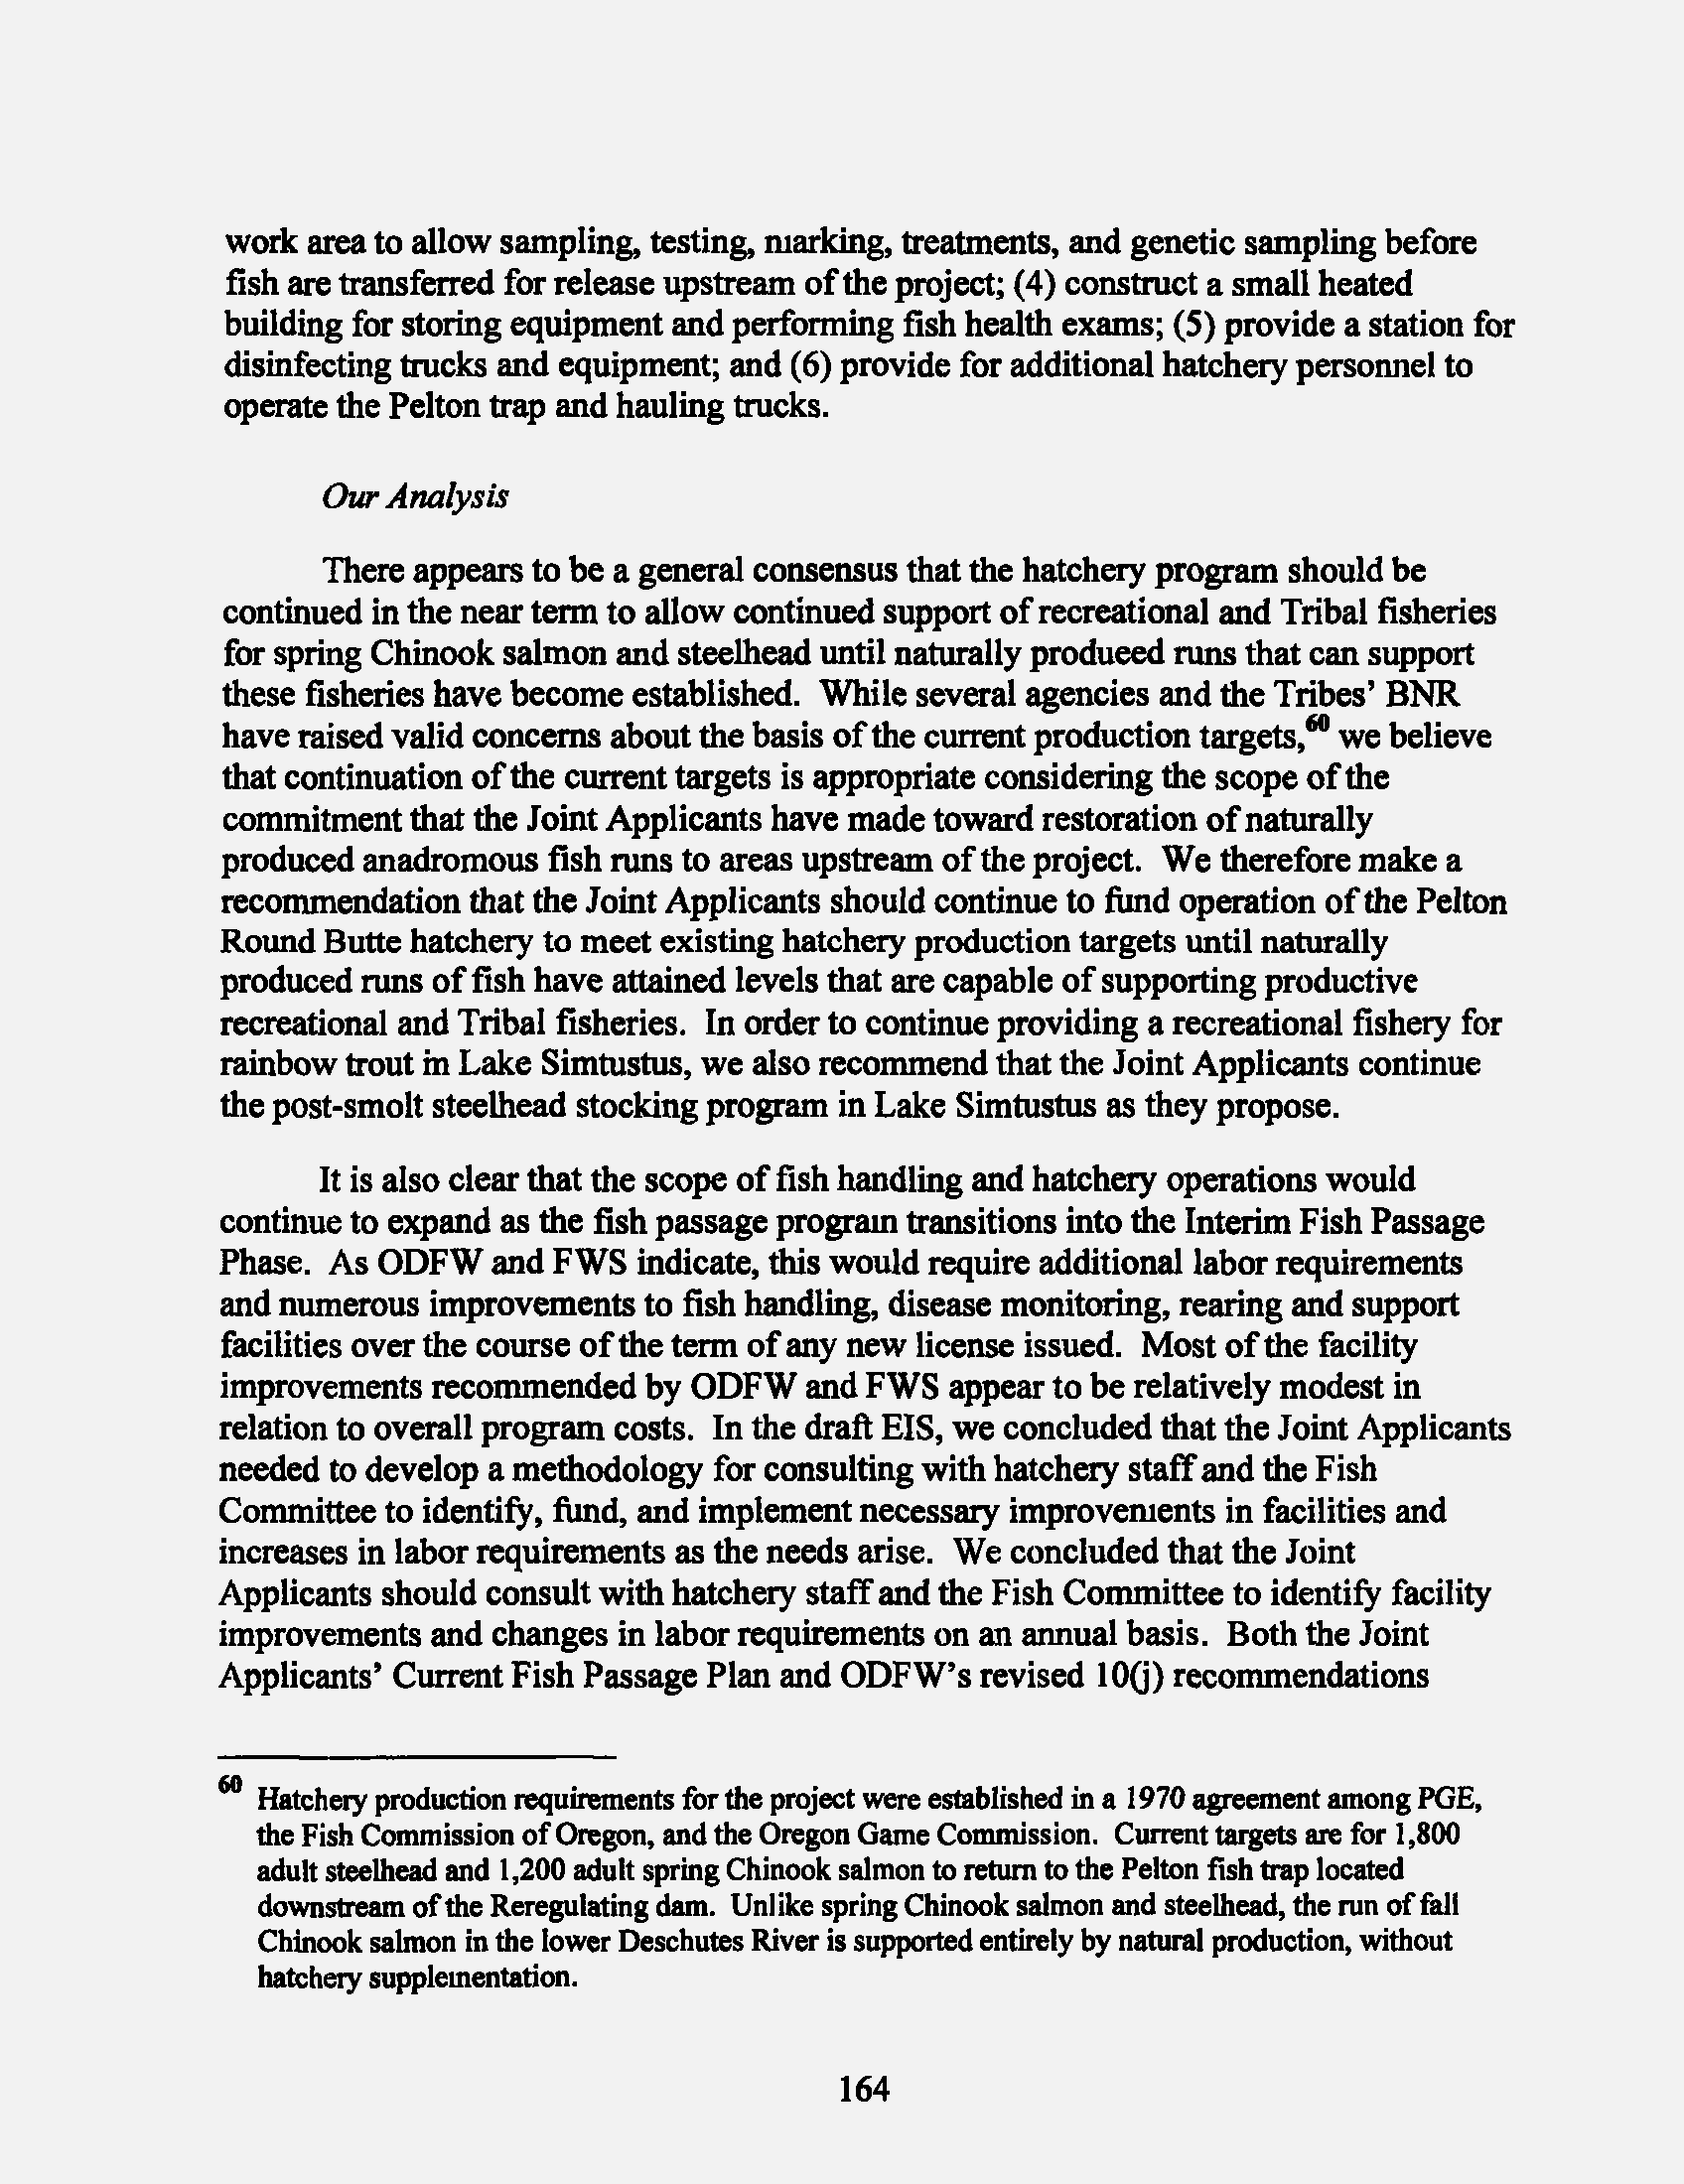 work area to allow sampling, testing, marking, treatments, and genetic sampling before
fish are transferred for release upstream of the project; (4) construct a small heated
building for storing equipment and performing fish health exams; (5) provide a station for
disinfecting trucks and equipment; and (6) provide for additional hatchery personnel to
operate the Pelton trap and hauling trucks.
Our Analysis
There appears to be a general consensus that the hatchery program should be
continued in the near term to allow continued support of recreational and Tribal fisheries
for spring Chinook salmon and steelhead until naturally produeed runs that can support
these fisheries have become established. While several agencies and the Tribes' BNR
have raised valid concerns about the basis of the current production targets,60 we believe
that continuation of the current targets is appropriate considering the scope of the
commitment that the Joint Applicants have made toward restoration of naturally
produced anadromous fish runs to areas upstream of the project. We therefore make a
recommendation that the Joint Applicants should continue to fund operation of the Pelton
Round Butte hatchery to meet existing hatchery production targets until naturally
produced runs of fish have attained levels that are capable of supporting productive
recreational and Tribal fisheries. In order to continue providing a recreational fishery for
rainbow trout in Lake Simtustus, we also recommend that the Joint Applicants continue
the post-smolt steelhead stocking program in Lake Simtustus as they propose.
It is also clear that the scope of fish handling and hatchery operations would
continue to expand as the fish passage program transitions into the Interim Fish Passage
Phase. As ODFW and FWS indicate, this would require additional labor requirements
and numerous improvements to fish handling, disease monitoring, rearing and support
facilities over the course of the term of any new license issued. Most of the facility
improvements recommended by ODFW and FWS appear to be relatively modest in
relation to overall program costs. In the draft EIS, we concluded that the Joint Applicants
needed to develop a methodology for consulting with hatchery staff and the Fish
Committee to identify, fund, and implement necessary improvements in facilities and
increases in labor requirements as the needs arise. We concluded that the Joint
Applicants should consult with hatchery staff and the Fish Committee to identify facility
improvements and changes in labor requirements on an annual basis. Both the Joint
Applicants' Current Fish Passage Plan and ODFW's revised 10(j) recommendations
60 Hatchery production requirements for the project were established in a 1970 agreement among PGE,
the Fish Commission of Oregon, and the Oregon Game Commission. Current targets are for 1,800
adult steelhead and 1,200 adult spring Chinook salmon to return to the Pelton fish trap located
downstream of the Reregulating dam. Unlike spring Chinook salmon and steelhead, the run of fall
Chinook salmon in the lower Deschutes River is supported entirely by natural production, without
hatchery supplementation.
164